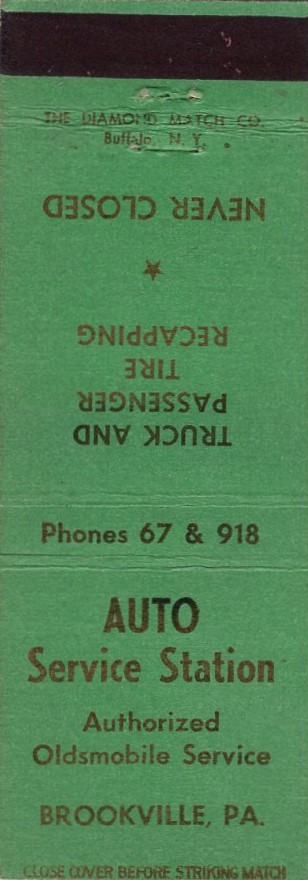 THE DIAMOND MATCH CO.
Buffalo, N. Y.
TRUCK AND
PASSENGER
TIRE
RECAPPING
NEVER CLOSED
Phones 67 & 918
AUTO
Service Station
Authorized
Oldsmobile Service
BROOKVILLE, PA.
CLOSE COVER BEFORE STRIKING MATCH